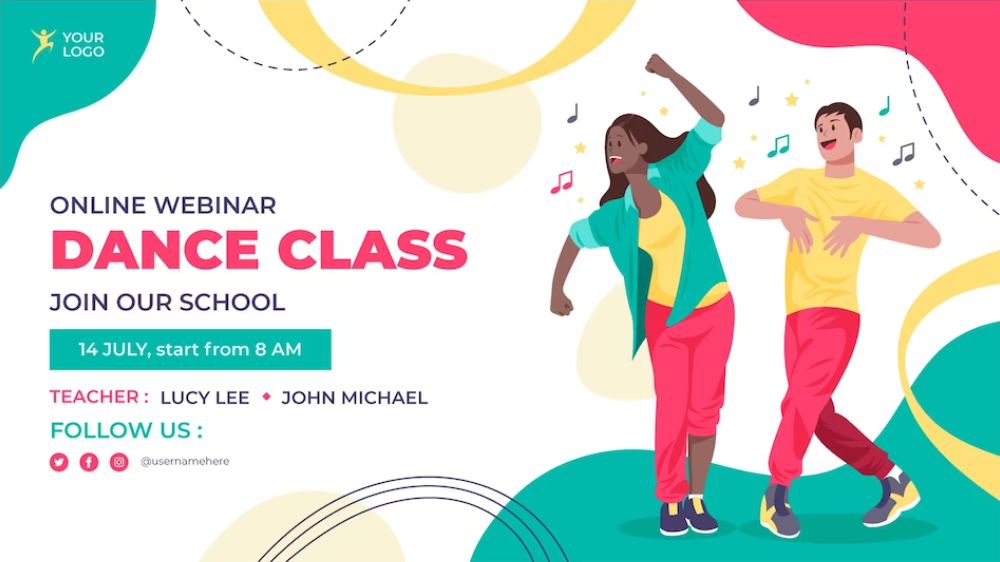 YOUR
LOGO
ONLINE WEBINAR
DANCE CLASS
JOIN OUR SCHOOL
14 JULY, start from 8 AM
TEACHER : LUCY LEE ◆ JOHN MICHAEL
FOLLOW US :
@usernamehere